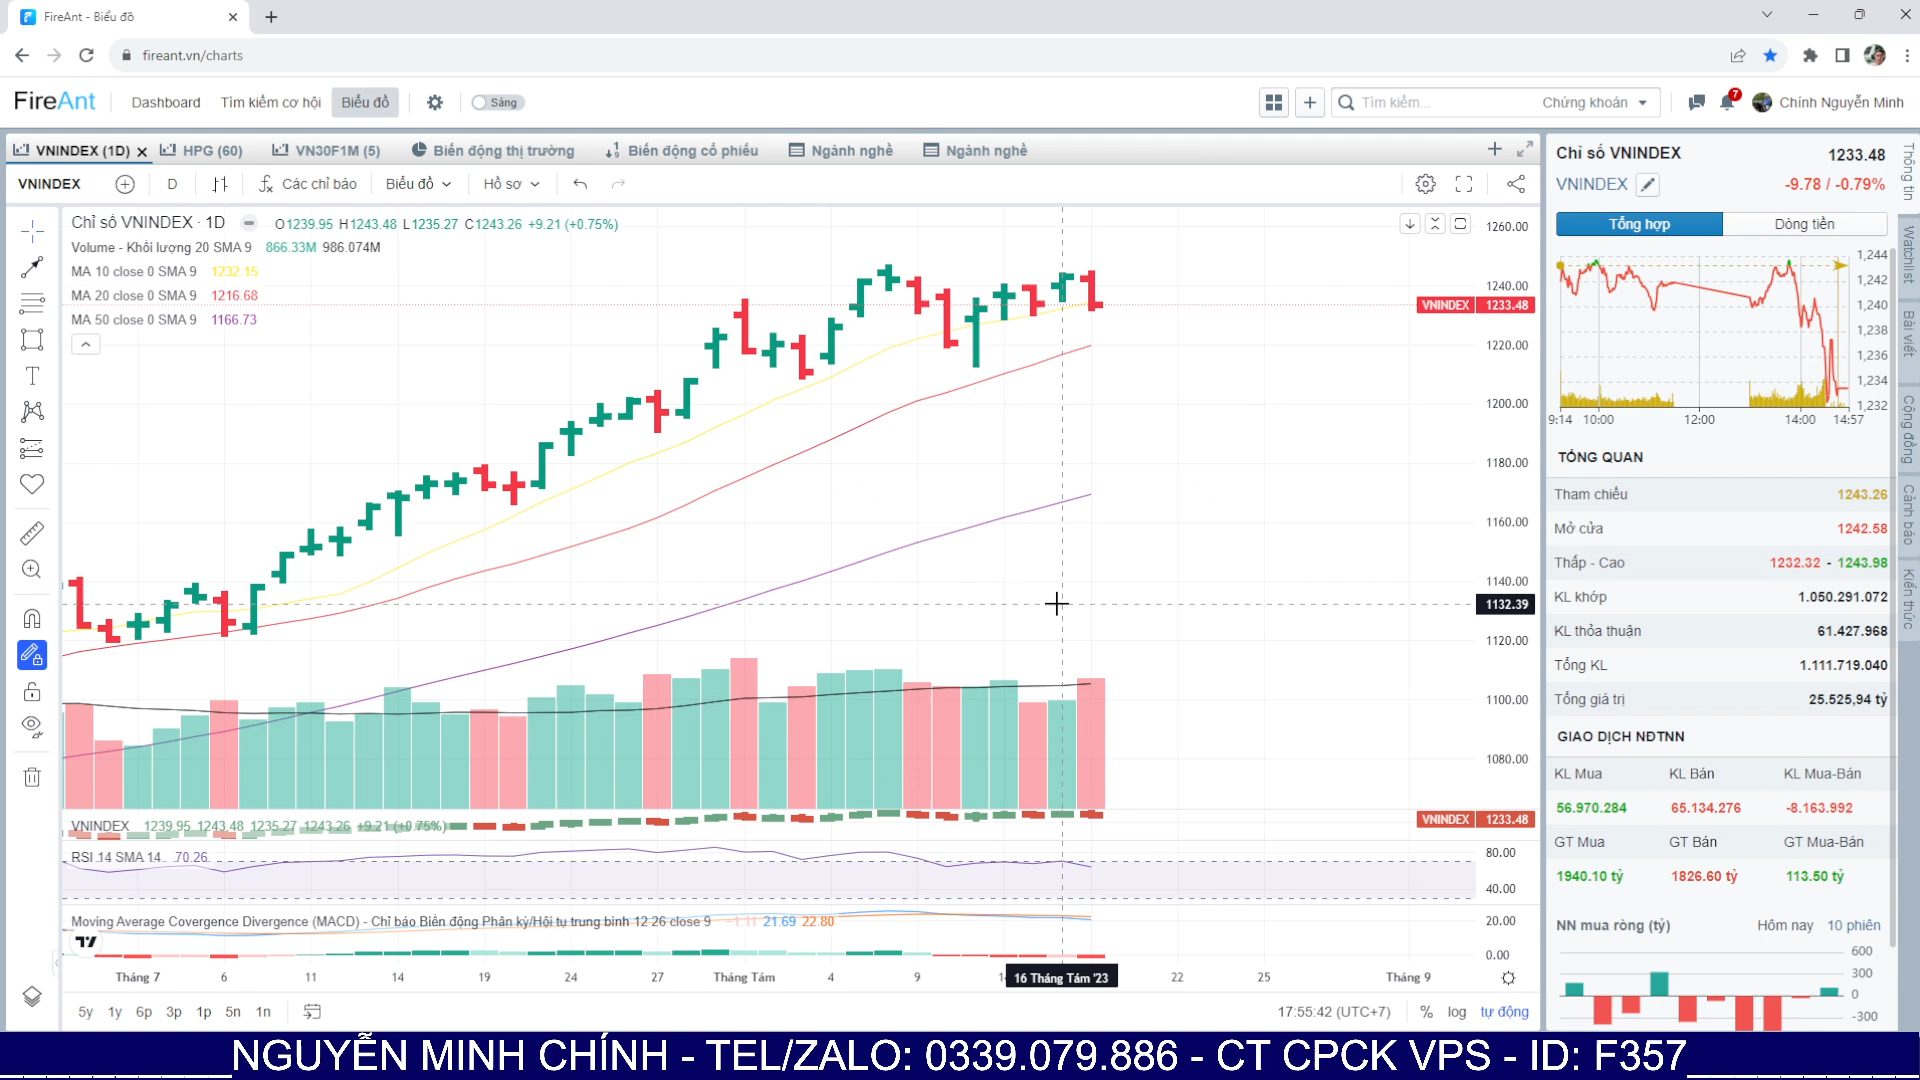 FireAnt - Biểu đồ
fireant.vn/charts
FireAnt Dashboard Tìm kiếm cơ hội Biểu đồ Sáng Tìm kiếm... Chứng khoán 7 Chính Nguyễn Minh
VNINDEX (1D) HPG (60) VN30F1M (5) Biến động thị trường Biến động cổ phiếu Ngành nghề Ngành nghề
VNINDEX D Các chỉ báo Biểu đồ Hồ sơ
Chỉ số VNINDEX · 1D O1239.95 H1243.48 L1235.27 C1243.26 +9.21 (+0.75%)
Volume - Khối lượng 20 SMA 9 866.33M 986.074M
MA 10 close 0 SMA 9 1232.15
MA 20 close 0 SMA 9 1216.68
MA 50 close 0 SMA 9 1166.73
1260.00
1240.00
VNINDEX 1233.48
1220.00
1200.00
1180.00
1160.00
1140.00
1132.39
1120.00
1100.00
1080.00
VNINDEX 1239.95 1243.48 1235.27 1243.26 +9.21 (+0.75%)
VNINDEX 1233.48
RSI 14 SMA 14 70.26
80.00
40.00
Moving Average Covergence Divergence (MACD) - Chỉ báo Biến động Phân kỳ/Hội tụ trung bình 12 26 close 9 −1.11 21.69 22.80
20.00
0.00
Tháng 7 6 11 14 19 24 27 Tháng Tám 4 9 16 Tháng Tám '23 22 25 Tháng 9
5y 1y 6p 3p 1p 5n 1n 17:55:42 (UTC+7) % log tự động
Chỉ số VNINDEX 1233.48
VNINDEX -9.78 / -0.79%
Tổng hợp Dòng tiền
1,244
1,242
1,240
1,238
1,236
1,234
1,232
9:14 10:00 12:00 14:00 14:57
TỔNG QUAN
Tham chiếu 1243.26
Mở cửa 1242.58
Thấp - Cao 1232.32 - 1243.98
KL khớp 1.050.291.072
KL thỏa thuận 61.427.968
Tổng KL 1.111.719.040
Tổng giá trị 25.525,94 tỷ
GIAO DỊCH NĐTNN
KL Mua KL Bán KL Mua-Bán
56.970.284 65.134.276 -8.163.992
GT Mua GT Bán GT Mua-Bán
1940.10 tỷ 1826.60 tỷ 113.50 tỷ
NN mua ròng (tỷ) Hôm nay 10 phiên
600
300
0
-300
Thông tin
Watchlist
Bài viết
Cộng đồng
Cảnh báo
Kiến thức
NGUYỄN MINH CHÍNH - TEL/ZALO: 0339.079.886 - CT CPCK VPS - ID: F357